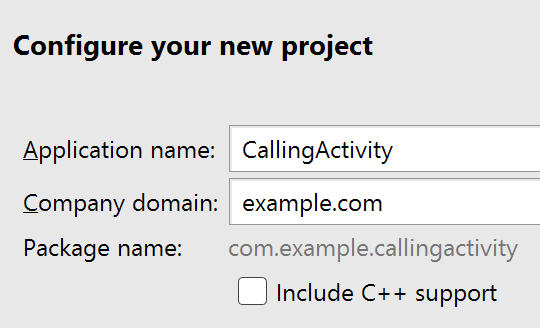 Configure your new project
Application name: CallingActivity
Company domain: example.com
Package name: com.example.callingactivity
Include C++ support